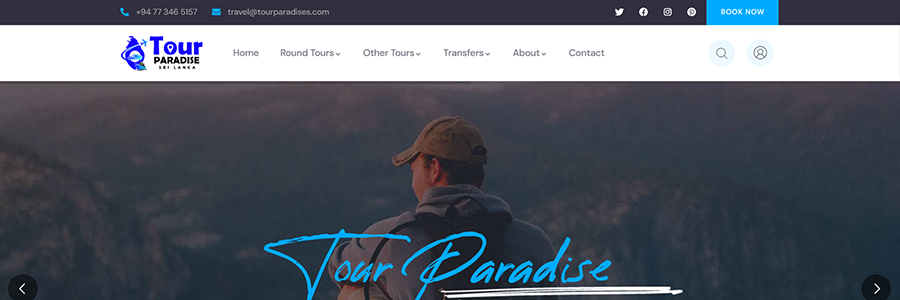 +94 77 346 5157 travel@tourparadises.com BOOK NOW
Tour
PARADISE
SRI LANKA
Home Round Tours Other Tours Transfers About Contact
Tour Paradise